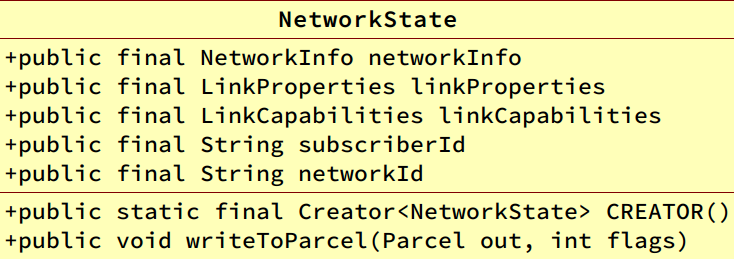 NetworkState
+public final NetworkInfo networkInfo
+public final LinkProperties linkProperties
+public final LinkCapabilities linkCapabilities
+public final String subscriberId
+public final String networkId
+public static final Creator<NetworkState> CREATOR()
+public void writeToParcel(Parcel out, int flags)